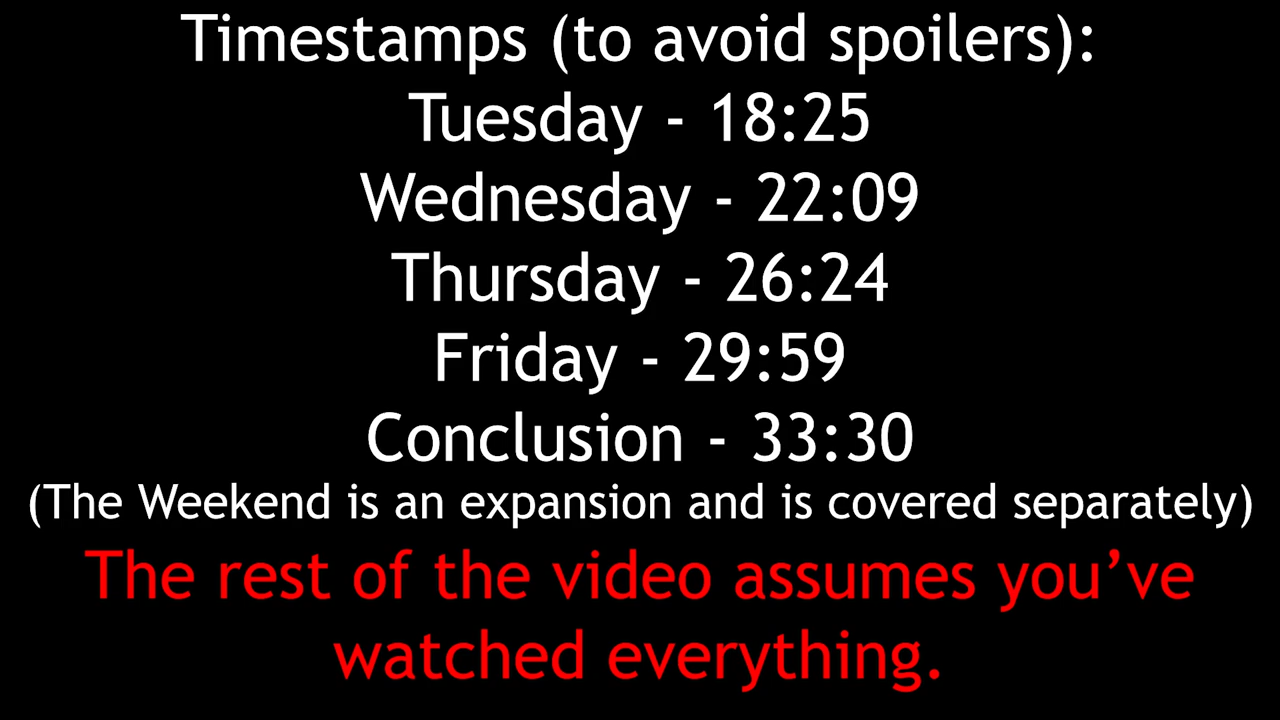 Timestamps (to avoid spoilers):
Tuesday - 18:25
Wednesday - 22:09
Thursday - 26:24
Friday - 29:59
Conclusion - 33:30
(The Weekend is an expansion and is covered separately)
The rest of the video assumes you’ve
watched everything.